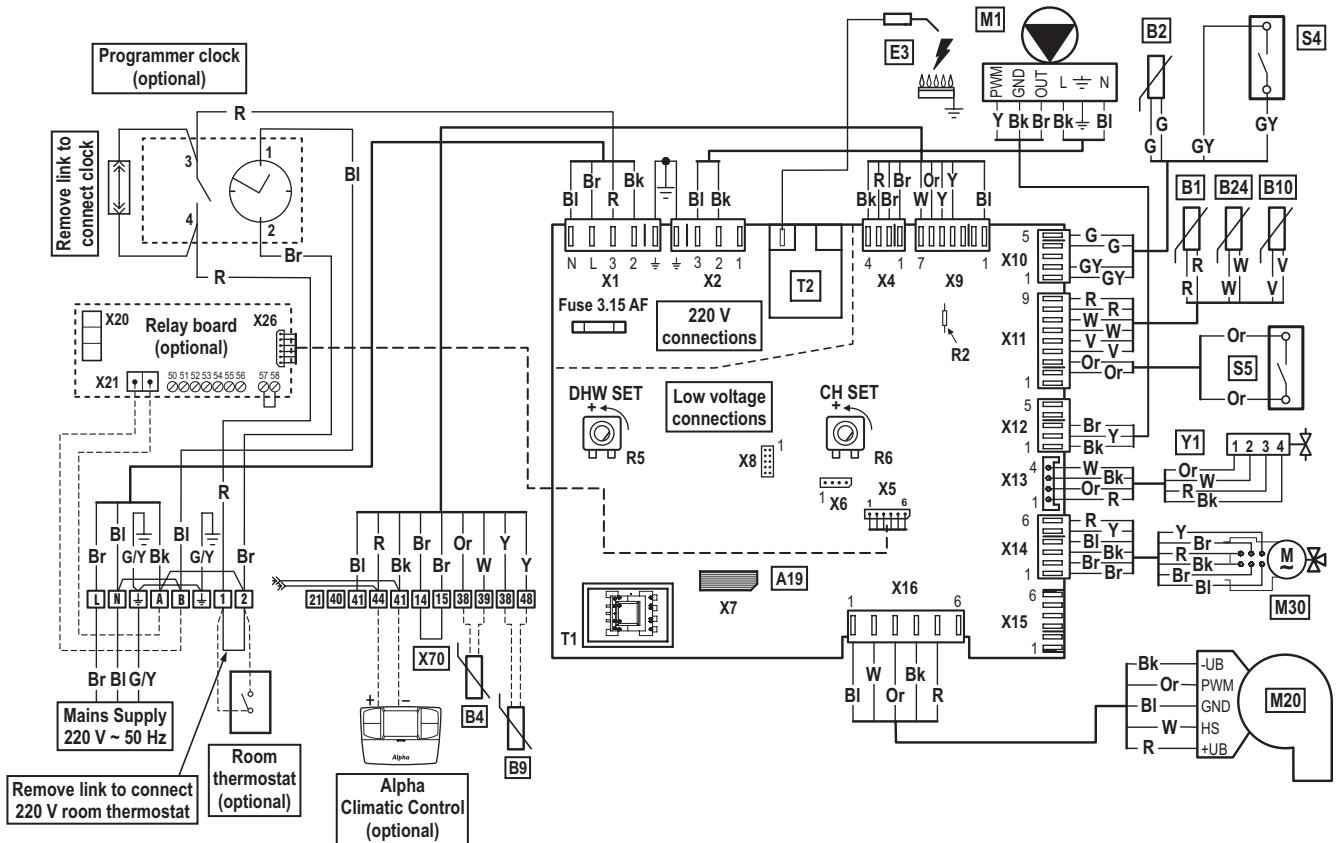 Programmer clock
(optional)
Remove link to
connect clock
R
3
4
1
2
Bl
Br
R
E3
M1
PWM
GND
OUT
L
N
Y Bk Br Bk Bl
B2
G
G
S4
GY
GY
B1
B24
B10
R
R
W
W
V
V
Bl
Br
R
Bk
Bl
Bk
Bk
R
Br
Br
W
Or
Y
Y
Bl
N L 3 2
X1
3 2 1
X2
T2
4 1
X4
7 1
X9
Fuse 3.15 AF
220 V
connections
R2
Low voltage
connections
DHW SET
+
R5
CH SET
+
R6
X8
1
1
X6
X5
1 6
X7
A19
T1
X16
1 6
Bl
W
Or
Bk
R
5
X10
1
G
G
GY
GY
9
X11
1
R
R
W
W
V
V
Or
Or
Or
S5
Or
5
X12
1
Br
Y
Bk
4
X13
1
W
Bk
Or
R
Y1
1 2 3 4
Or
W
R
Bk
6
X14
1
R
Y
Bl
Bk
Br
Br
Y
Br
R
Bk
Br
Bl
M
~
M30
6
X15
1
Bk
Or
Bl
W
R
-UB
PWM
GND
HS
+UB
M20
X20
Relay board
(optional)
X26
X21
50 51 52 53 54 55 56
57 58
R
Br
Bl
G/Y
Bk
Bl
G/Y
Br
L N A B 1 2
Br Bl G/Y
Mains Supply
220 V ~ 50 Hz
Room
thermostat
(optional)
Remove link to connect
220 V room thermostat
Bl
R
Bk
Br
Br
Or
W
Y
Y
21 40 41 44 41 14 15 38 39 38 48
X70
B4
B9
+ −
Alpha
Alpha
Climatic Control
(optional)